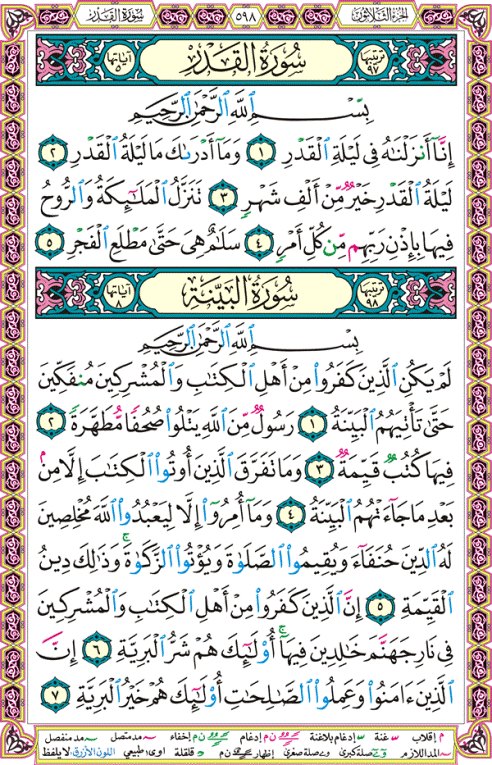 الجزء الثلاثون
٥٩٨
سورة القدر
ترتيبها ٩٧
سُورَةُ القَدْرِ
آياتها ٥
بِسْمِ ٱللَّهِ ٱلرَّحْمَٰنِ ٱلرَّحِيمِ
إِنَّآ أَنزَلْنَٰهُ فِى لَيْلَةِ ٱلْقَدْرِ ١ وَمَآ أَدْرَىٰكَ مَا لَيْلَةُ ٱلْقَدْرِ ٢
لَيْلَةُ ٱلْقَدْرِ خَيْرٌ مِّنْ أَلْفِ شَهْرٍ ٣ تَنَزَّلُ ٱلْمَلَٰٓئِكَةُ وَٱلرُّوحُ
فِيهَا بِإِذْنِ رَبِّهِم مِّن كُلِّ أَمْرٍ ٤ سَلَٰمٌ هِىَ حَتَّىٰ مَطْلَعِ ٱلْفَجْرِ ٥
ترتيبها ٩٨
سُورَةُ البَيِّنَةِ
آياتها ٨
بِسْمِ ٱللَّهِ ٱلرَّحْمَٰنِ ٱلرَّحِيمِ
لَمْ يَكُنِ ٱلَّذِينَ كَفَرُوا۟ مِنْ أَهْلِ ٱلْكِتَٰبِ وَٱلْمُشْرِكِينَ مُنفَكِّينَ
حَتَّىٰ تَأْتِيَهُمُ ٱلْبَيِّنَةُ ١ رَسُولٌ مِّنَ ٱللَّهِ يَتْلُوا۟ صُحُفًا مُّطَهَّرَةً ٢
فِيهَا كُتُبٌ قَيِّمَةٌ ٣ وَمَا تَفَرَّقَ ٱلَّذِينَ أُوتُوا۟ ٱلْكِتَٰبَ إِلَّا مِنۢ
بَعْدِ مَا جَآءَتْهُمُ ٱلْبَيِّنَةُ ٤ وَمَآ أُمِرُوٓا۟ إِلَّا لِيَعْبُدُوا۟ ٱللَّهَ مُخْلِصِينَ
لَهُ ٱلدِّينَ حُنَفَآءَ وَيُقِيمُوا۟ ٱلصَّلَوٰةَ وَيُؤْتُوا۟ ٱلزَّكَوٰةَ ۚ وَذَٰلِكَ دِينُ
ٱلْقَيِّمَةِ ٥ إِنَّ ٱلَّذِينَ كَفَرُوا۟ مِنْ أَهْلِ ٱلْكِتَٰبِ وَٱلْمُشْرِكِينَ
فِى نَارِ جَهَنَّمَ خَٰلِدِينَ فِيهَآ ۚ أُو۟لَٰٓئِكَ هُمْ شَرُّ ٱلْبَرِيَّةِ ٦ إِنَّ
ٱلَّذِينَ ءَامَنُوا۟ وَعَمِلُوا۟ ٱلصَّٰلِحَٰتِ أُو۟لَٰٓئِكَ هُمْ خَيْرُ ٱلْبَرِيَّةِ ٧
م إقلاب غنة إدغام بلاغنة ن م إدغام ن م إخفاء مد متصل مد منفصل
المد اللازم وصلة كبرى وصلة صغرى إظهار ن م قلقلة اوى طبيعي اللون الأزرق: لا يلفظ